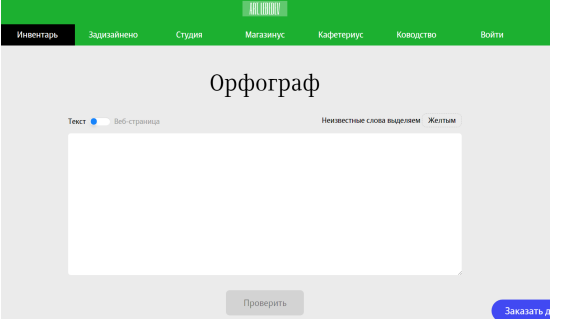 Инвентарь Задизайнено Студия Магазинус Кафетериус Ководство Войти
Орфограф
Текст Веб-страница Неизвестные слова выделяем Желтым
Проверить
Заказать д